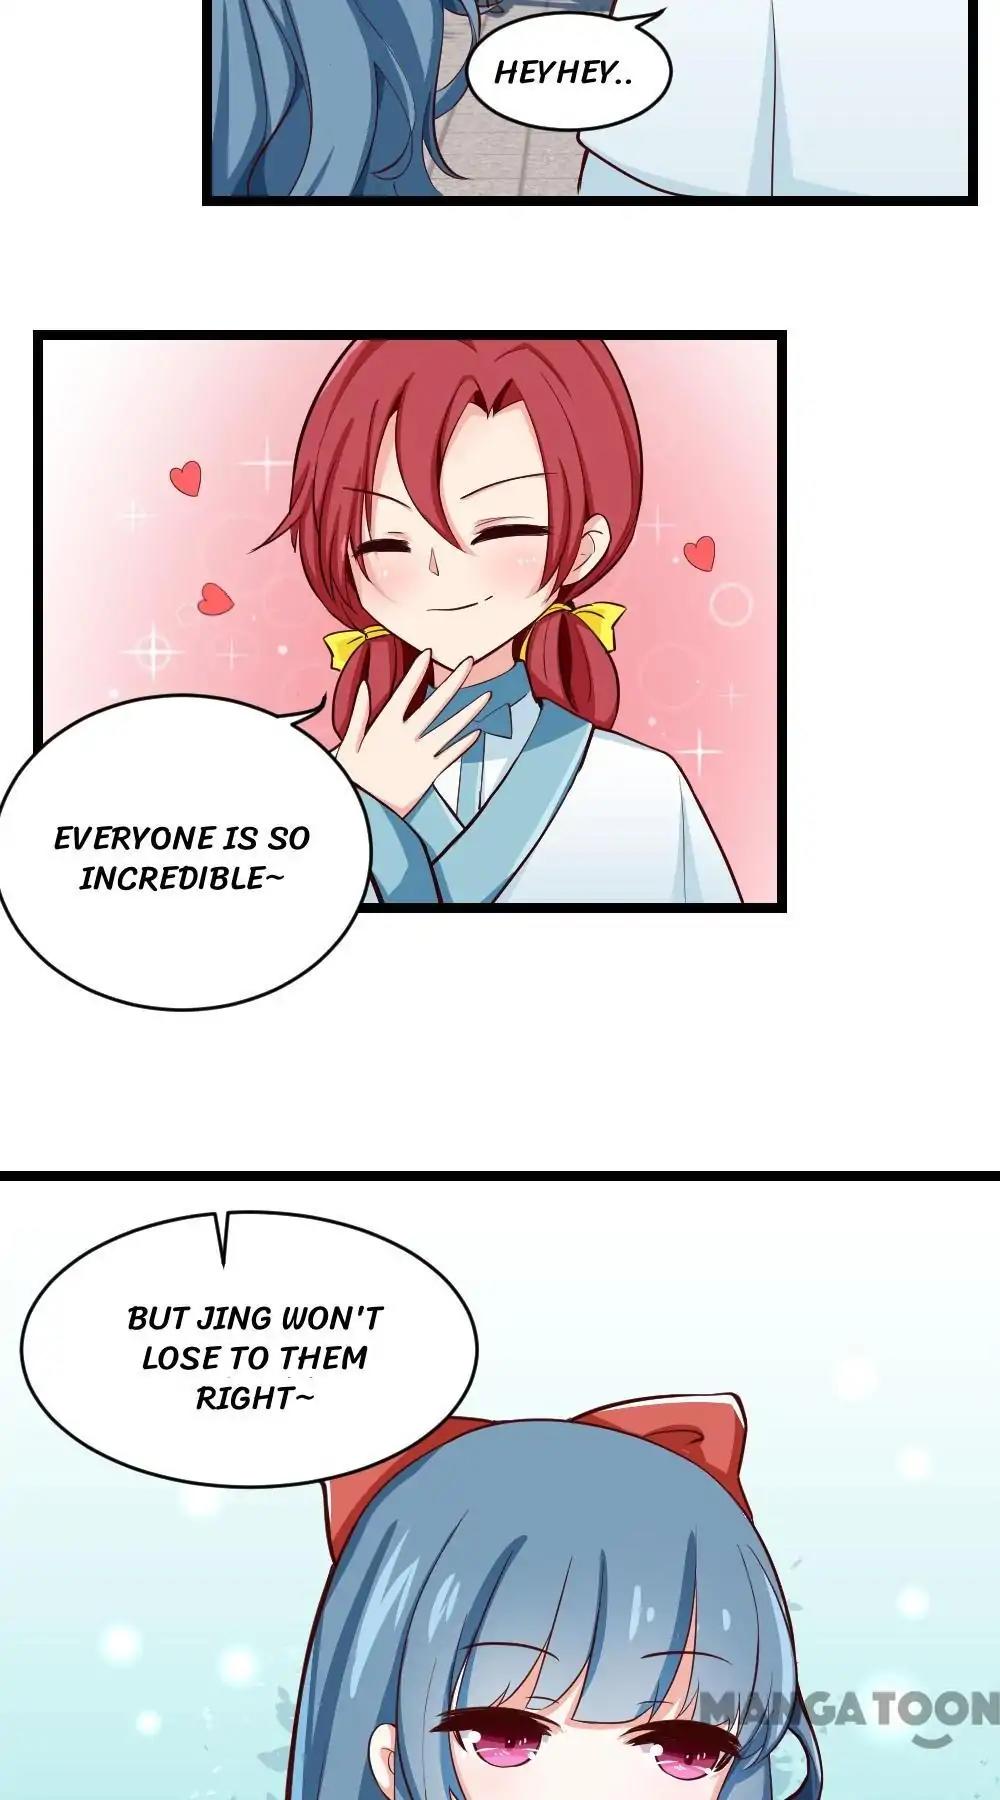 HEYHEY..
EVERYONE IS SO
INCREDIBLE~
BUT JING WON'T
LOSE TO THEM
RIGHT~
MANGATOON